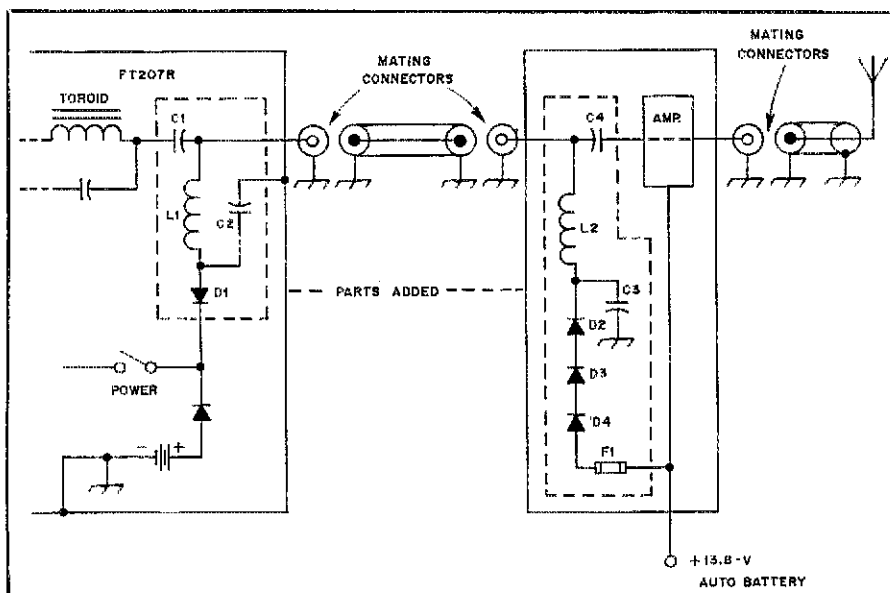 FT207R
TOROID
C1
L1
C2
D1
POWER
- +
MATING
CONNECTORS
PARTS ADDED
C4
AMP.
L2
C3
D2
D3
D4
F1
MATING
CONNECTORS
+13.8-V
AUTO BATTERY